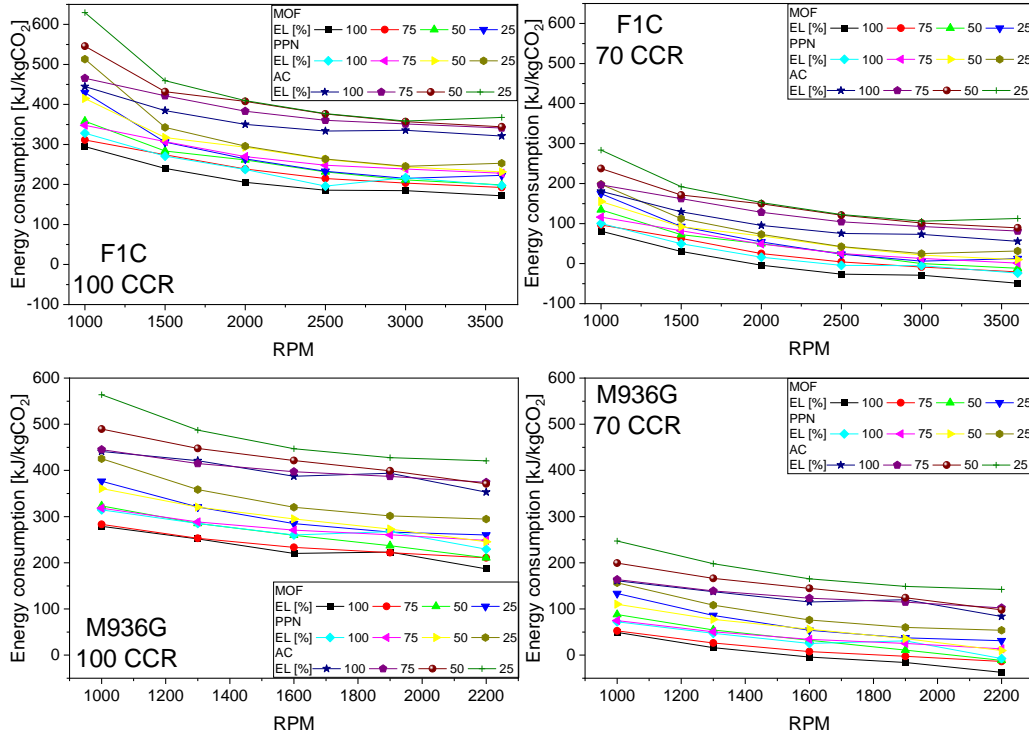 600
500
400
300
200
100
0
-100
Energy consumption [kJ/kgCO2]
1000 1500 2000 2500 3000 3500
RPM
F1C
100 CCR
MOF
EL [%] 100 75 50 25
PPN
EL [%] 100 75 50 25
AC
EL [%] 100 75 50 25
600
500
400
300
200
100
0
-100
Energy consumption [kJ/kgCO2]
1000 1500 2000 2500 3000 3500
RPM
F1C
70 CCR
MOF
EL [%] 100 75 50 25
PPN
EL [%] 100 75 50 25
AC
EL [%] 100 75 50 25
600
500
400
300
200
100
0
Energy consumption [kJ/kgCO2]
1000 1200 1400 1600 1800 2000 2200
RPM
M936G
100 CCR
MOF
EL [%] 100 75 50 25
PPN
EL [%] 100 75 50 25
AC
EL [%] 100 75 50 25
600
500
400
300
200
100
0
Energy consumption [kJ/kgCO2]
1000 1200 1400 1600 1800 2000 2200
RPM
M936G
70 CCR
MOF
EL [%] 100 75 50 25
PPN
EL [%] 100 75 50 25
AC
EL [%] 100 75 50 25